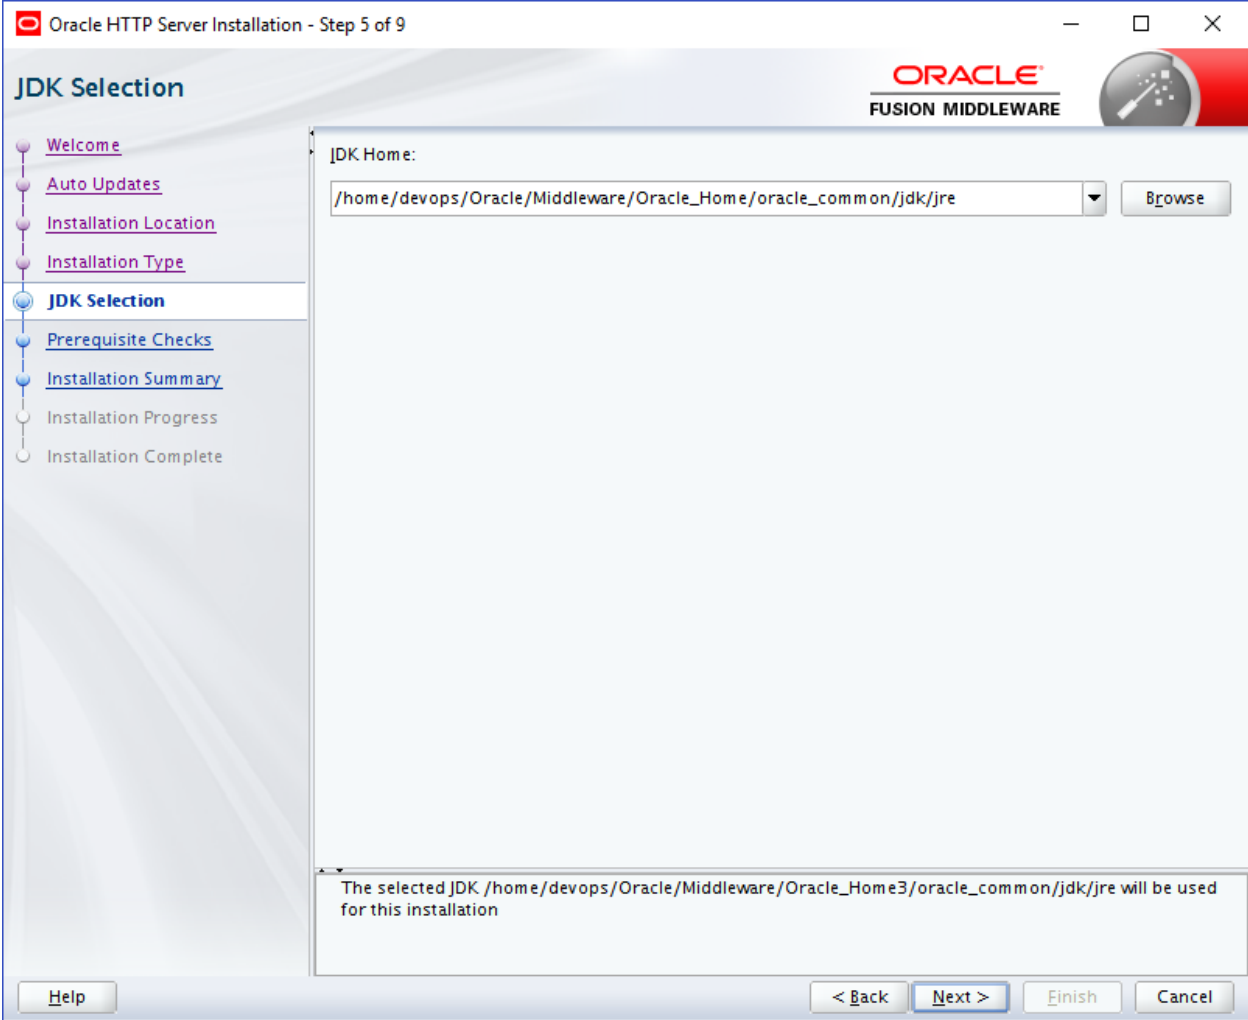 Oracle HTTP Server Installation - Step 5 of 9
JDK Selection
ORACLE
FUSION MIDDLEWARE
Welcome
Auto Updates
Installation Location
Installation Type
JDK Selection
Prerequisite Checks
Installation Summary
Installation Progress
Installation Complete
JDK Home:
/home/devops/Oracle/Middleware/Oracle_Home/oracle_common/jdk/jre
Browse
The selected JDK /home/devops/Oracle/Middleware/Oracle_Home3/oracle_common/jdk/jre will be used
for this installation
Help
< Back
Next >
Finish
Cancel